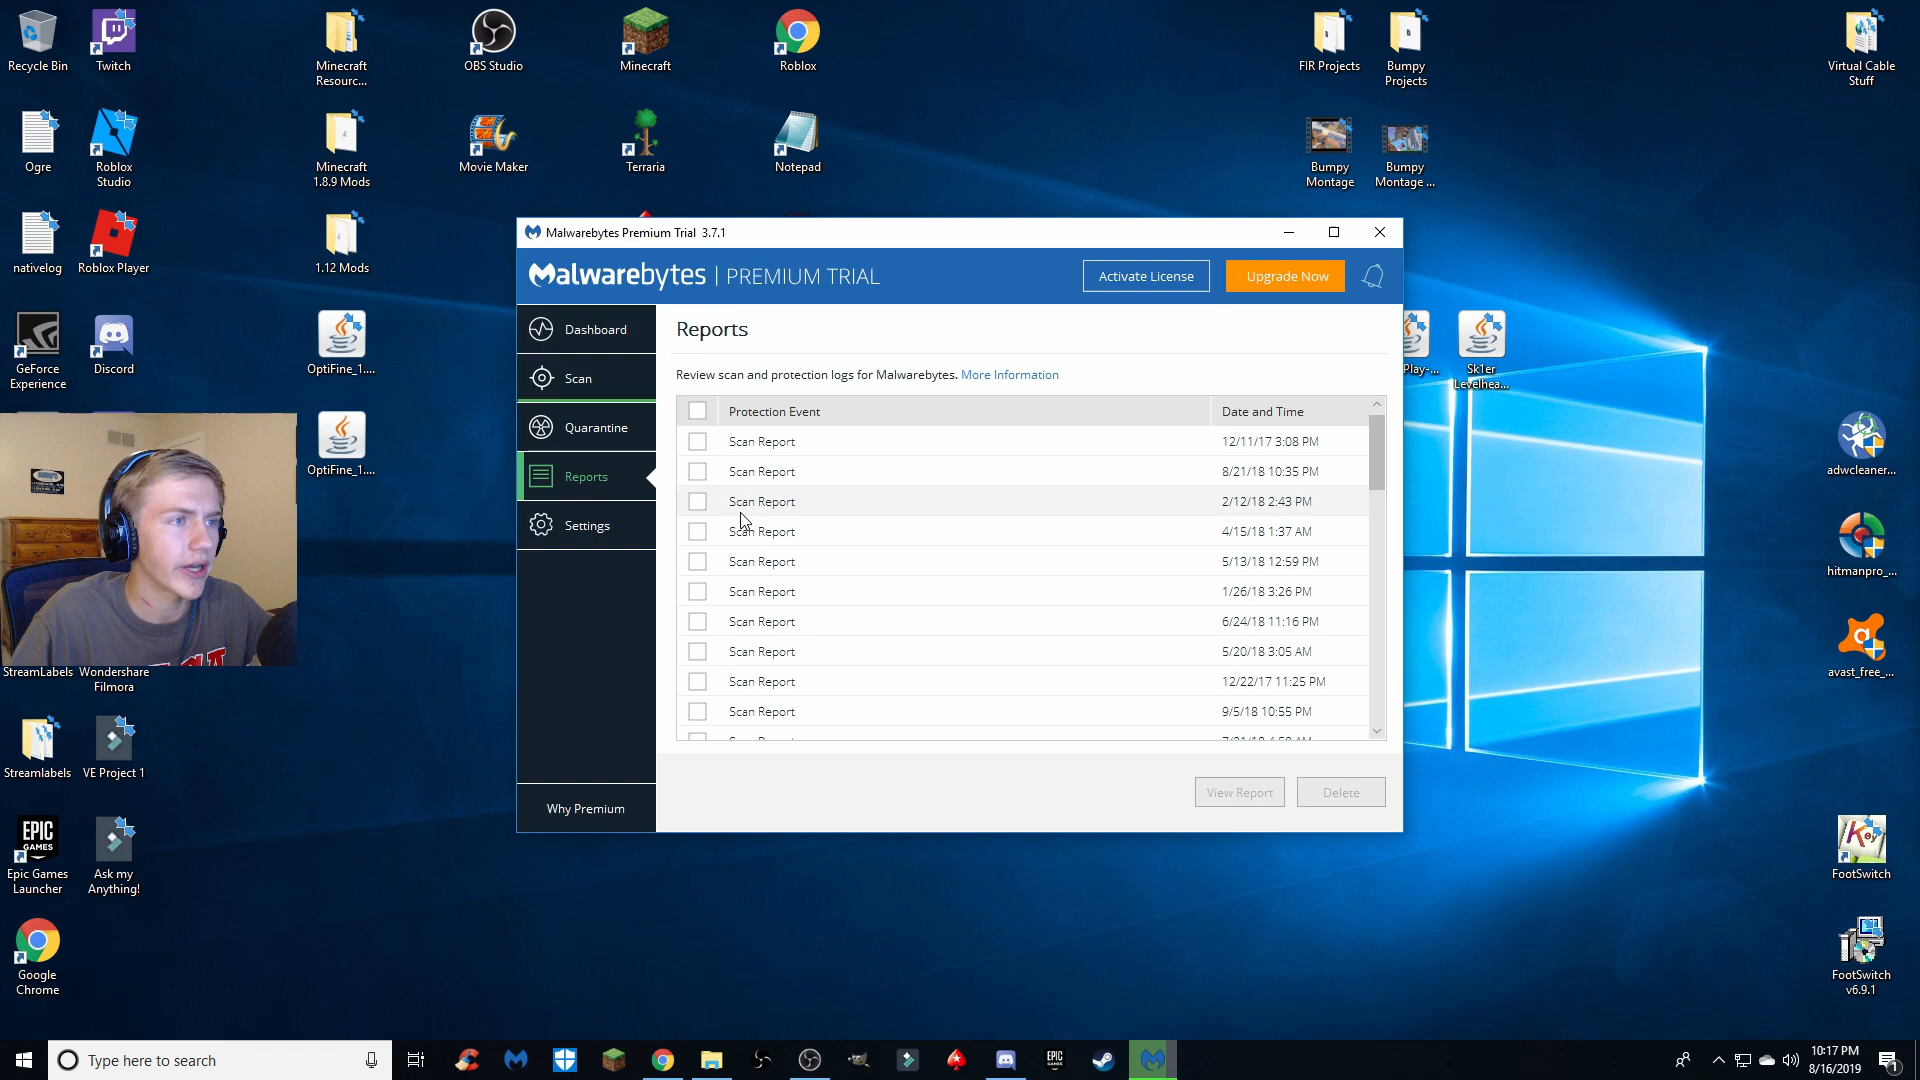 Recycle Bin
Twitch
Minecraft
Resourc...
OBS Studio
Minecraft
Roblox
FIR Projects
Bumpy
Projects
Virtual Cable
Stuff
Ogre
Roblox
Studio
Minecraft
1.8.9 Mods
Movie Maker
Terraria
Notepad
Bumpy
Montage
Bumpy
Montage ...
nativelog
Roblox Player
1.12 Mods
GeForce
Experience
Discord
OptiFine_1....
Play-...
Sk1er
Levelhea...
OptiFine_1....
adwcleaner...
hitmanpro_...
avast_free_...
StreamLabels
Wondershare
Filmora
Streamlabels
VE Project 1
EPIC
GAMES
Epic Games
Launcher
Ask my
Anything!
Key
FootSwitch
Google
Chrome
FootSwitch
v6.9.1
Malwarebytes Premium Trial 3.7.1
Malwarebytes | PREMIUM TRIAL
Activate License
Upgrade Now
Dashboard
Scan
Quarantine
Reports
Settings
Why Premium
Reports
Review scan and protection logs for Malwarebytes. More Information
Protection Event Date and Time
Scan Report 12/11/17 3:08 PM
Scan Report 8/21/18 10:35 PM
Scan Report 2/12/18 2:43 PM
Scan Report 4/15/18 1:37 AM
Scan Report 5/13/18 12:59 PM
Scan Report 1/26/18 3:26 PM
Scan Report 6/24/18 11:16 PM
Scan Report 5/20/18 3:05 AM
Scan Report 12/22/17 11:25 PM
Scan Report 9/5/18 10:55 PM
View Report
Delete
Type here to search
EPIC
GAMES
10:17 PM
8/16/2019
1